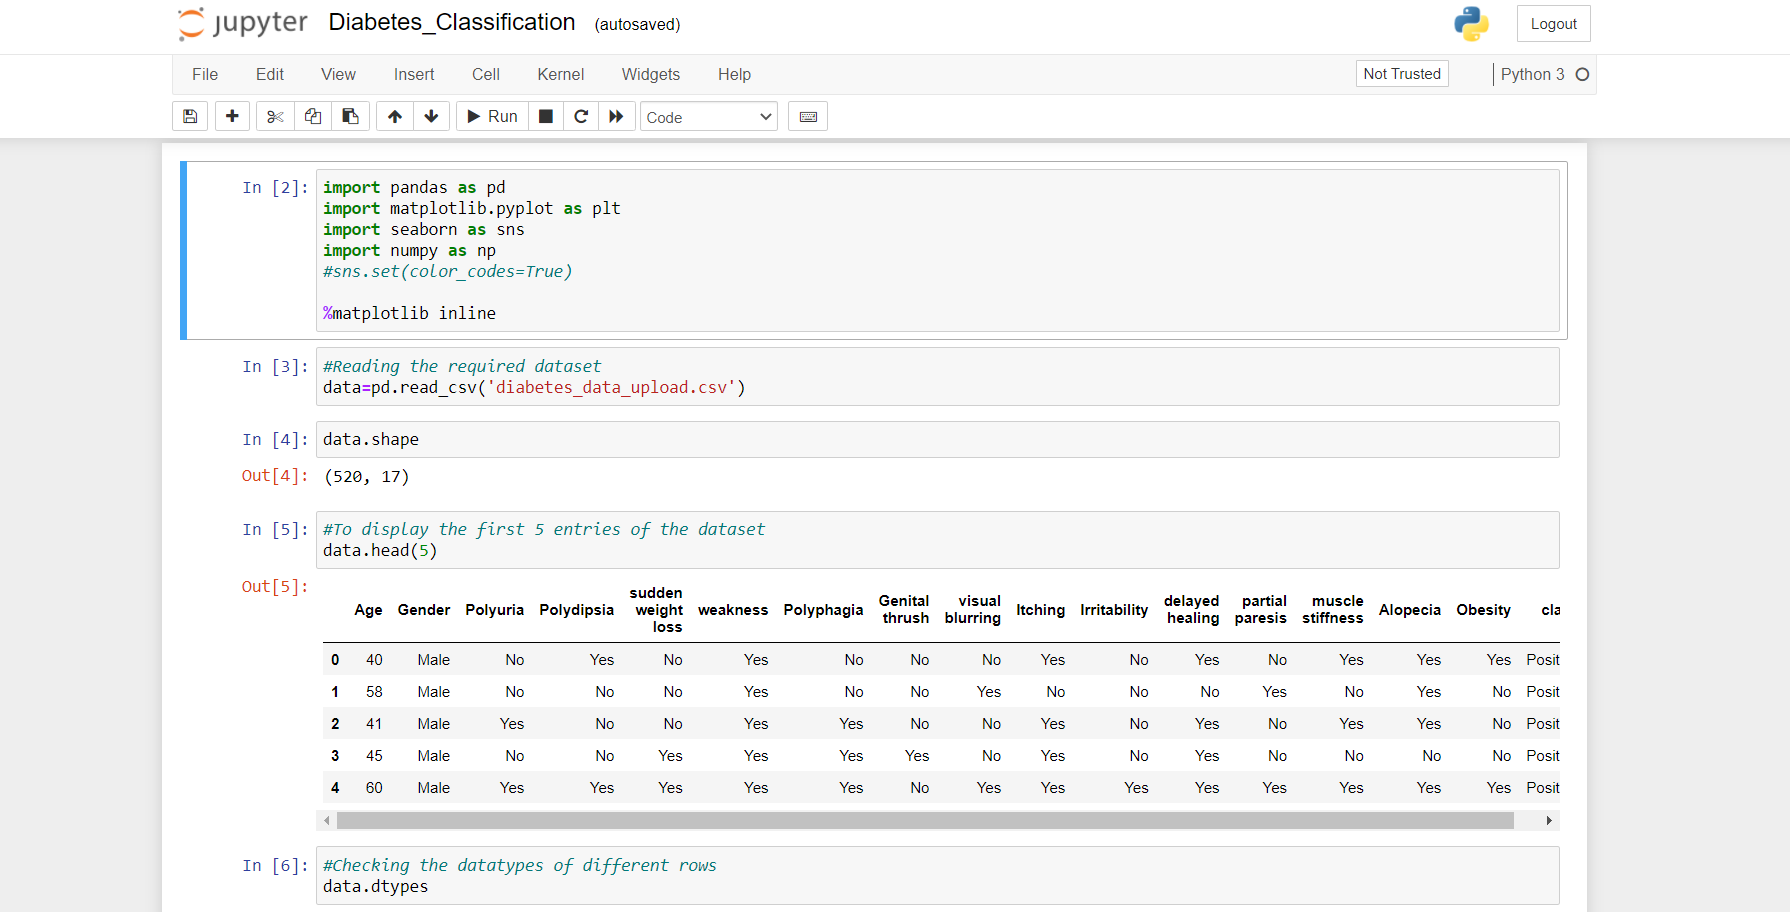 jupyter Diabetes_Classification (autosaved) Logout
File Edit View Insert Cell Kernel Widgets Help Not Trusted Python 3
Run Code
In [2]: import pandas as pd
import matplotlib.pyplot as plt
import seaborn as sns
import numpy as np
#sns.set(color_codes=True)
%matplotlib inline
In [3]: #Reading the required dataset
data=pd.read_csv('diabetes_data_upload.csv')
In [4]: data.shape
Out[4]: (520, 17)
In [5]: #To display the first 5 entries of the dataset
data.head(5)
Out[5]:
Age Gender Polyuria Polydipsia sudden weight loss weakness Polyphagia Genital thrush visual blurring Itching Irritability delayed healing partial paresis muscle stiffness Alopecia Obesity cla
0 40 Male No Yes No Yes No No No Yes No Yes No Yes Yes Yes Posit
1 58 Male No No No Yes No No Yes No No No Yes No Yes No Posit
2 41 Male Yes No No Yes Yes No No Yes No Yes No Yes Yes No Posit
3 45 Male No No Yes Yes Yes Yes No Yes No Yes No No No No Posit
4 60 Male Yes Yes Yes Yes Yes No Yes Yes Yes Yes Yes Yes Yes Yes Posit
In [6]: #Checking the datatypes of different rows
data.dtypes